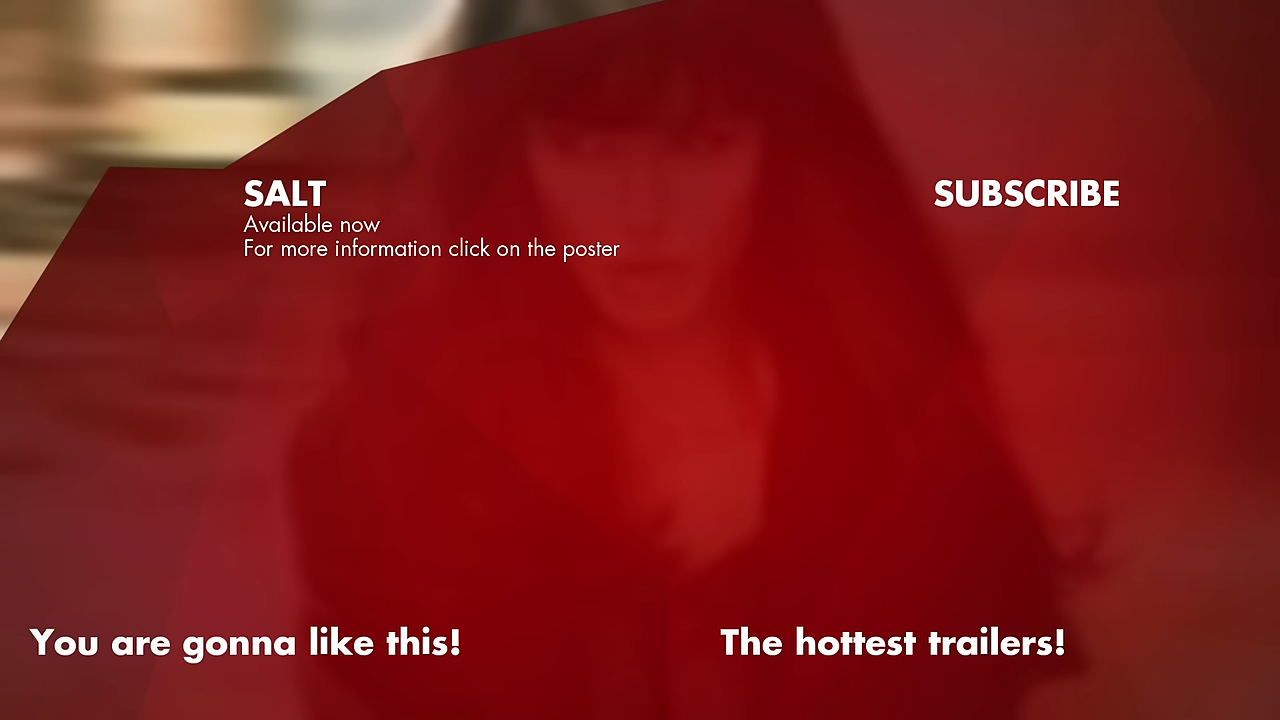 SALT
Available now
For more information click on the poster
SUBSCRIBE
You are gonna like this!
The hottest trailers!